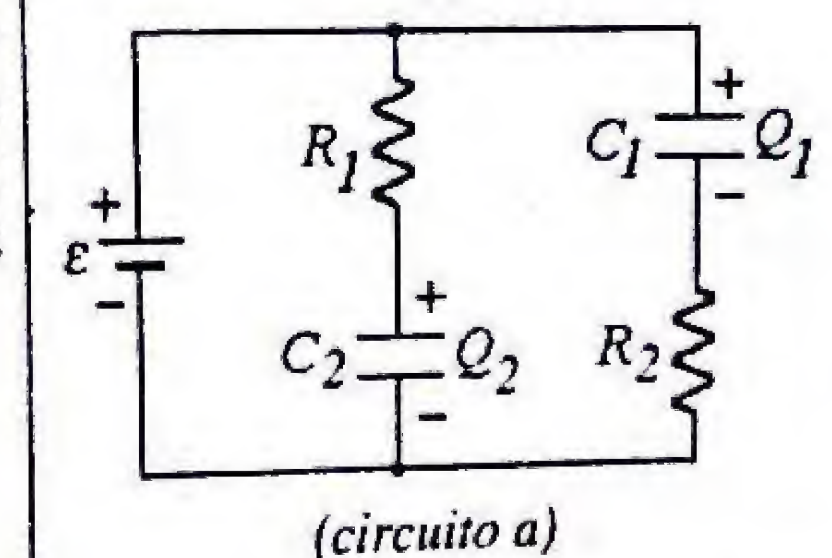 +
R1
C1
Q1
−
+
ε
−
+
C2
Q2
−
R2
(circuito a)